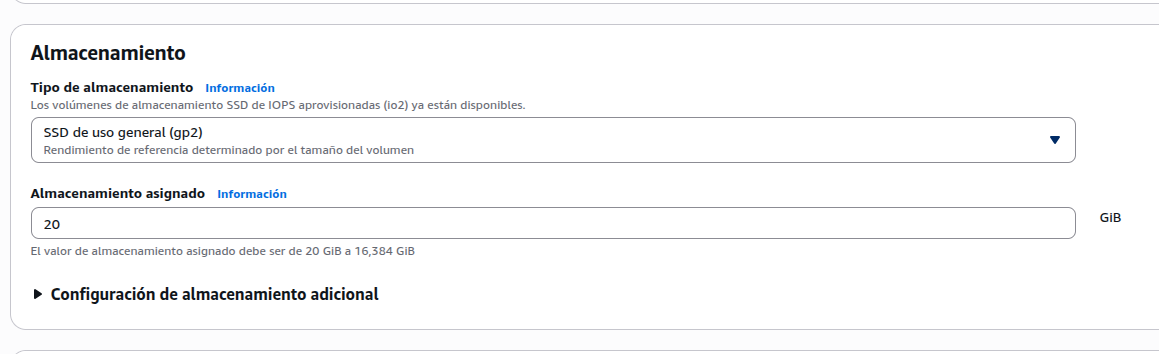 Almacenamiento
Tipo de almacenamiento Información
Los volúmenes de almacenamiento SSD de IOPS aprovisionadas (io2) ya están disponibles.
SSD de uso general (gp2)
Rendimiento de referencia determinado por el tamaño del volumen
Almacenamiento asignado Información
20
GiB
El valor de almacenamiento asignado debe ser de 20 GiB a 16,384 GiB
Configuración de almacenamiento adicional